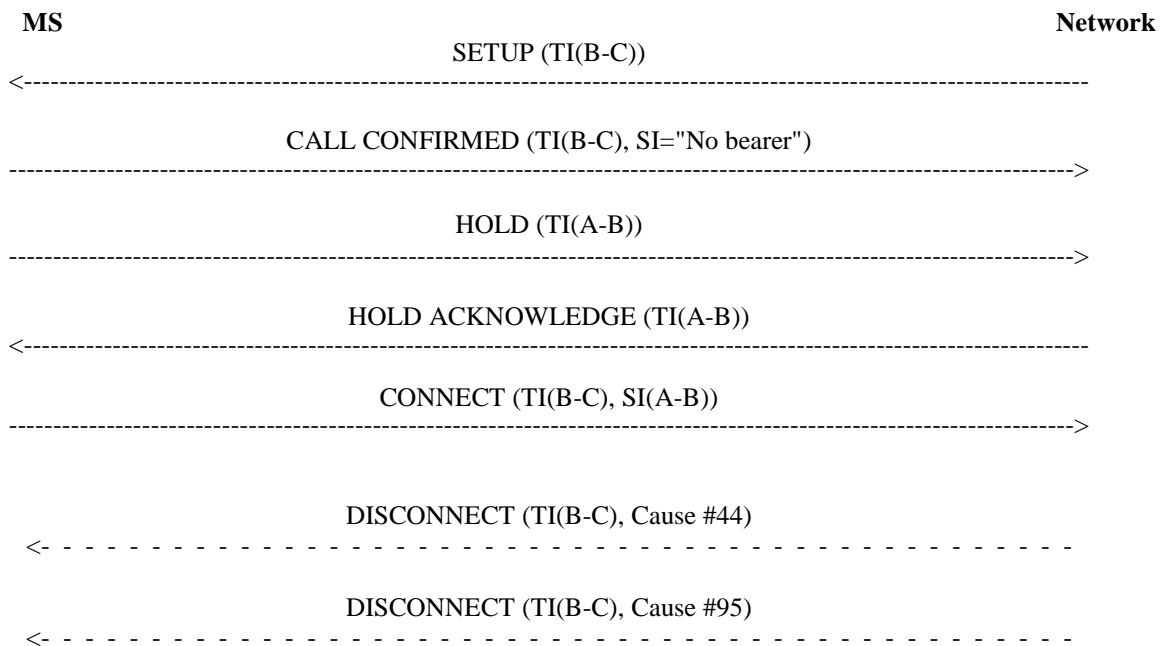 MS Network
SETUP (TI(B-C))
<------------------------------------------------------------------------------------------------------------------------
CALL CONFIRMED (TI(B-C), SI="No bearer")
------------------------------------------------------------------------------------------------------------------------>
HOLD (TI(A-B))
------------------------------------------------------------------------------------------------------------------------>
HOLD ACKNOWLEDGE (TI(A-B))
<------------------------------------------------------------------------------------------------------------------------
CONNECT (TI(B-C), SI(A-B))
------------------------------------------------------------------------------------------------------------------------>
DISCONNECT (TI(B-C), Cause #44)
<- - - - - - - - - - - - - - - - - - - - - - - - - - - - - - - - - - - - - - - - - - - - - - - -
DISCONNECT (TI(B-C), Cause #95)
<- - - - - - - - - - - - - - - - - - - - - - - - - - - - - - - - - - - - - - - - - - - - - - - -